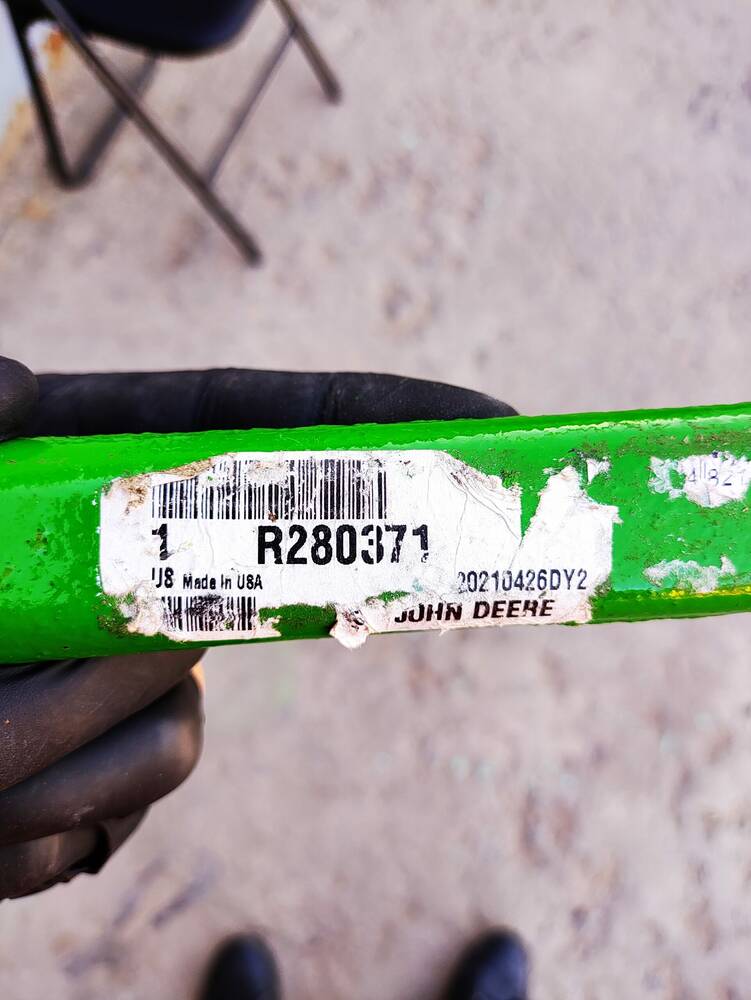 1 R280371
US Made In USA
20210426DY2
JOHN DEERE